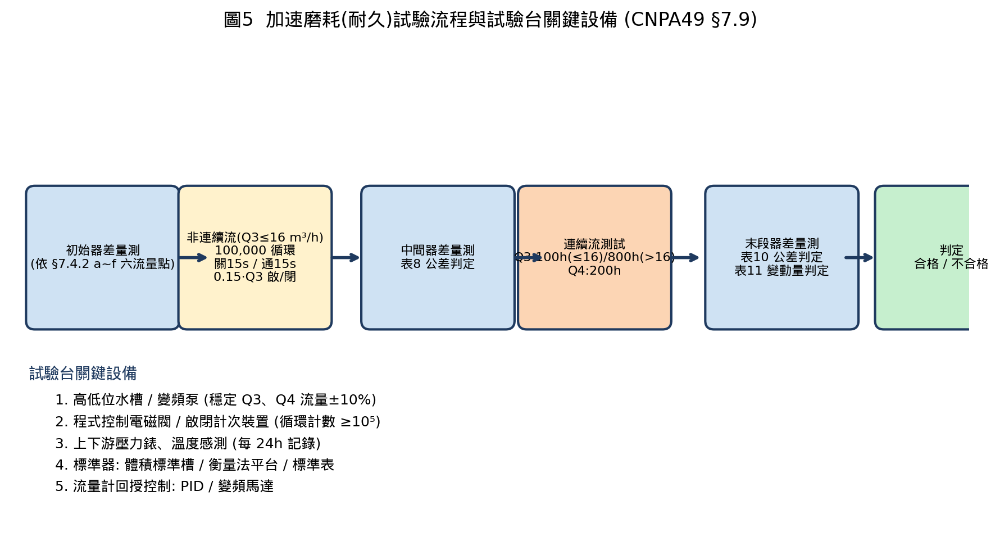 圖5 加速磨耗(耐久)試驗流程與試驗台關鍵設備 (CNPA49 §7.9)
初始器差量測
(依 §7.4.2 a~f 六流量點)
非連續流(Q3≤16 m³/h)
100,000 循環
關15s / 通15s
0.15·Q3 啟/閉
中間器差量測
表8 公差判定
連續流測試
Q3:100h(≤16)/800h(>16)
Q4:200h
末段器差量測
表10 公差判定
表11 變動量判定
判定
合格 / 不合格
試驗台關鍵設備
1. 高低位水槽 / 變頻泵 (穩定 Q3、Q4 流量±10%)
2. 程式控制電磁閥 / 啟閉計次裝置 (循環計數 ≥10⁵)
3. 上下游壓力錶、溫度感測 (每 24h 記錄)
4. 標準器: 體積標準槽 / 衡量法平台 / 標準表
5. 流量計回授控制: PID / 變頻馬達